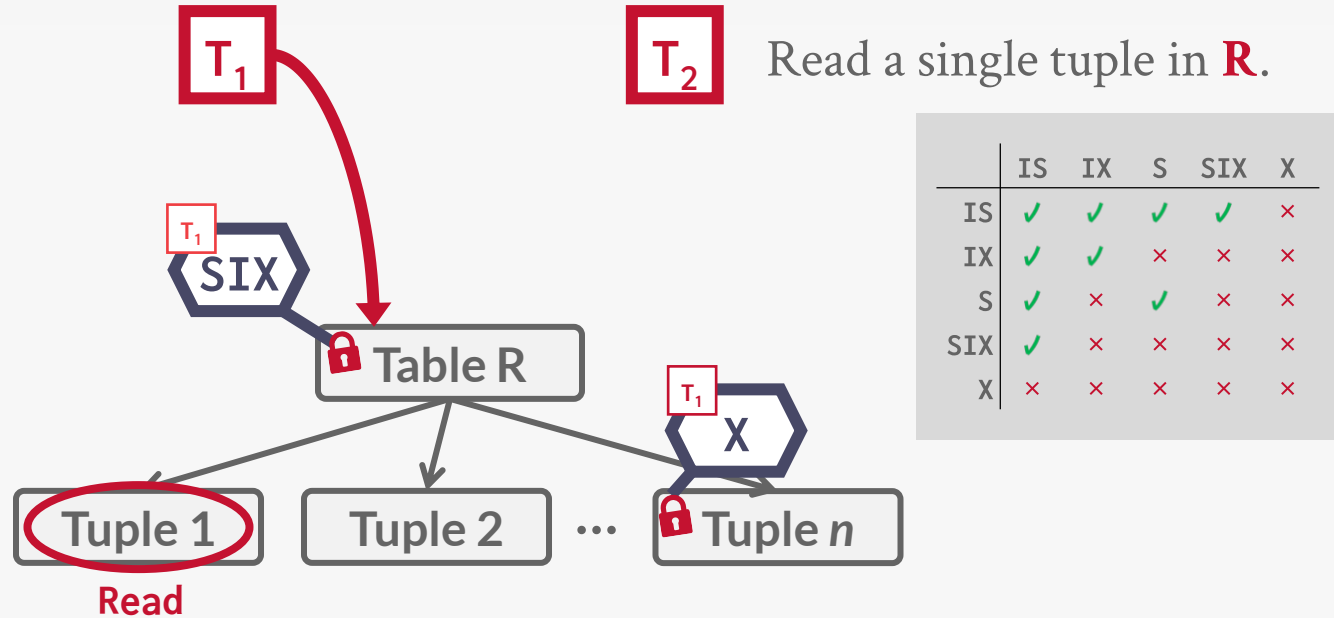 T1
T2
Read a single tuple in R.
IS IX S SIX X
IS ✓ ✓ ✓ ✓ ×
IX ✓ ✓ × × ×
S ✓ × ✓ × ×
SIX ✓ × × × ×
X × × × × ×
T1
SIX
Table R
T1
X
Tuple 1
Tuple 2
...
Tuple n
Read